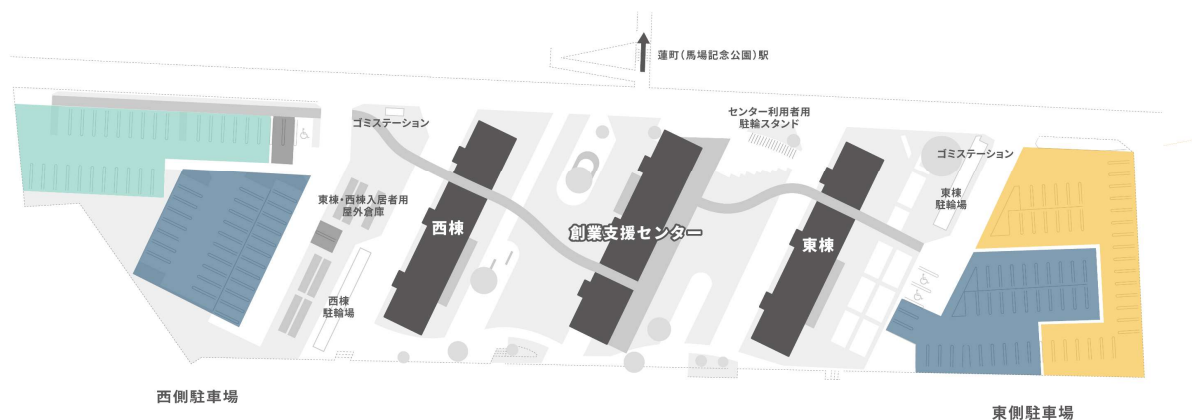 蓮町(馬場記念公園)駅
ゴミステーション
センター利用者用
駐輪スタンド
ゴミステーション
東棟・西棟入居者用
屋外倉庫
東棟
駐輪場
西棟
創業支援センター
東棟
西棟
駐輪場
西側駐車場
東側駐車場